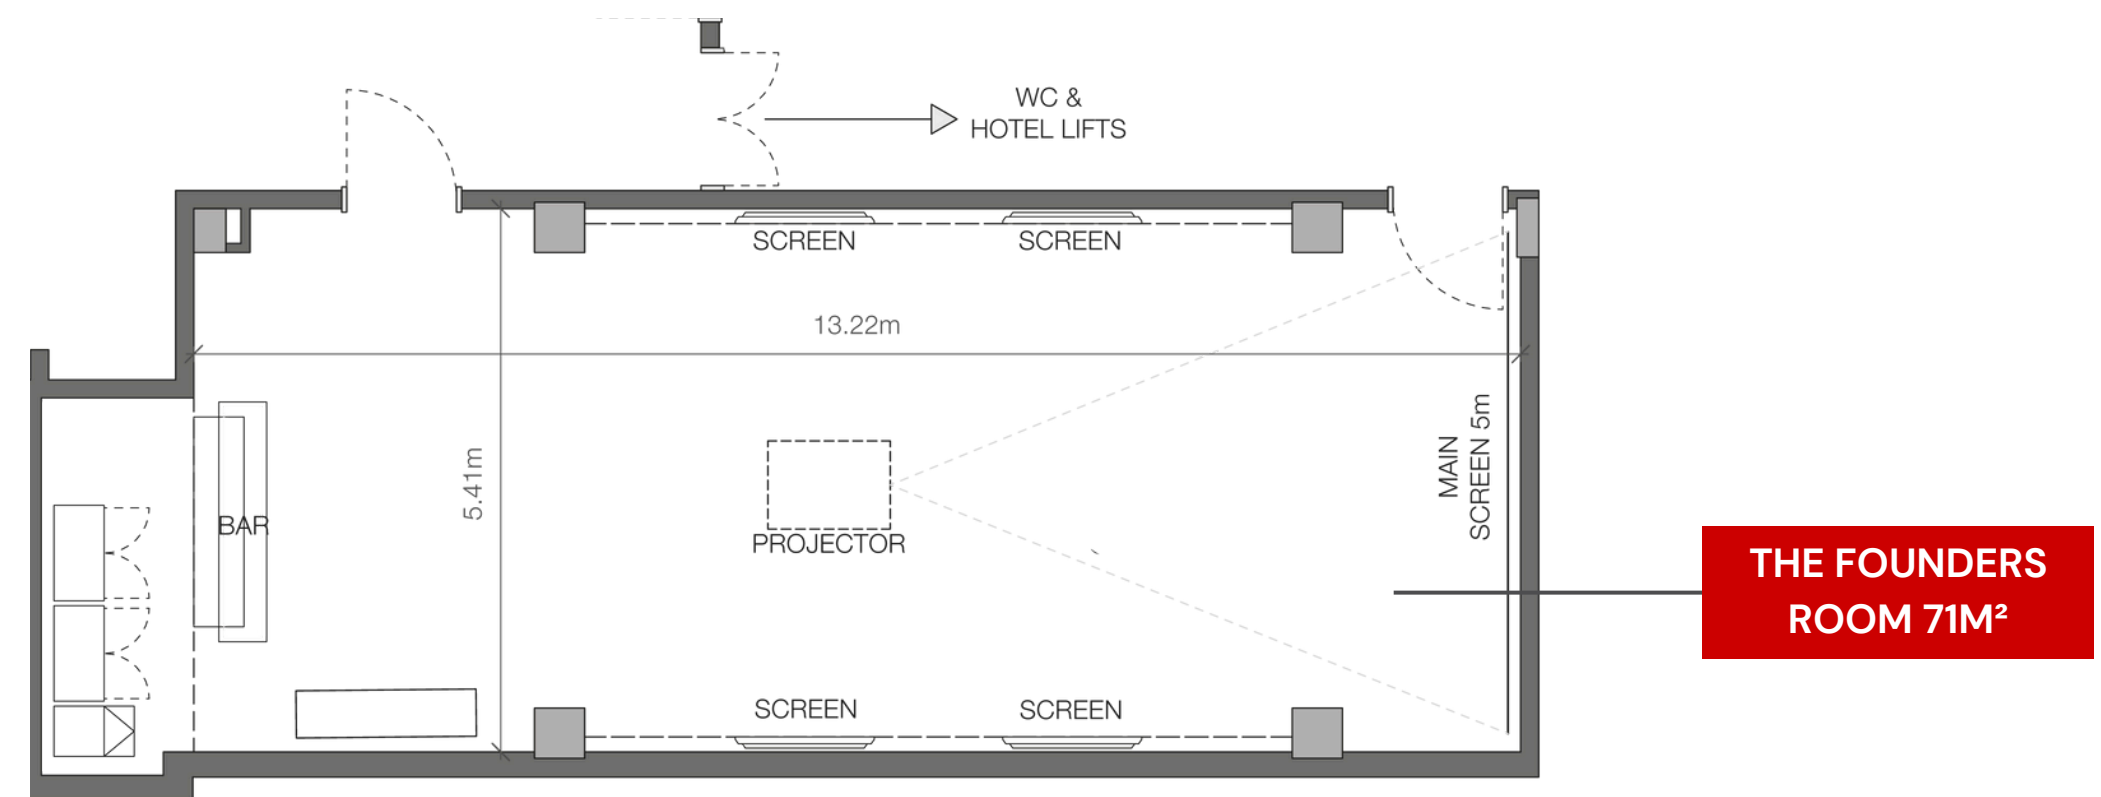 WC &
HOTEL LIFTS
SCREEN
SCREEN
13.22m
5.41m
MAIN
SCREEN 5m
BAR
PROJECTOR
THE FOUNDERS
ROOM 71M²
SCREEN
SCREEN